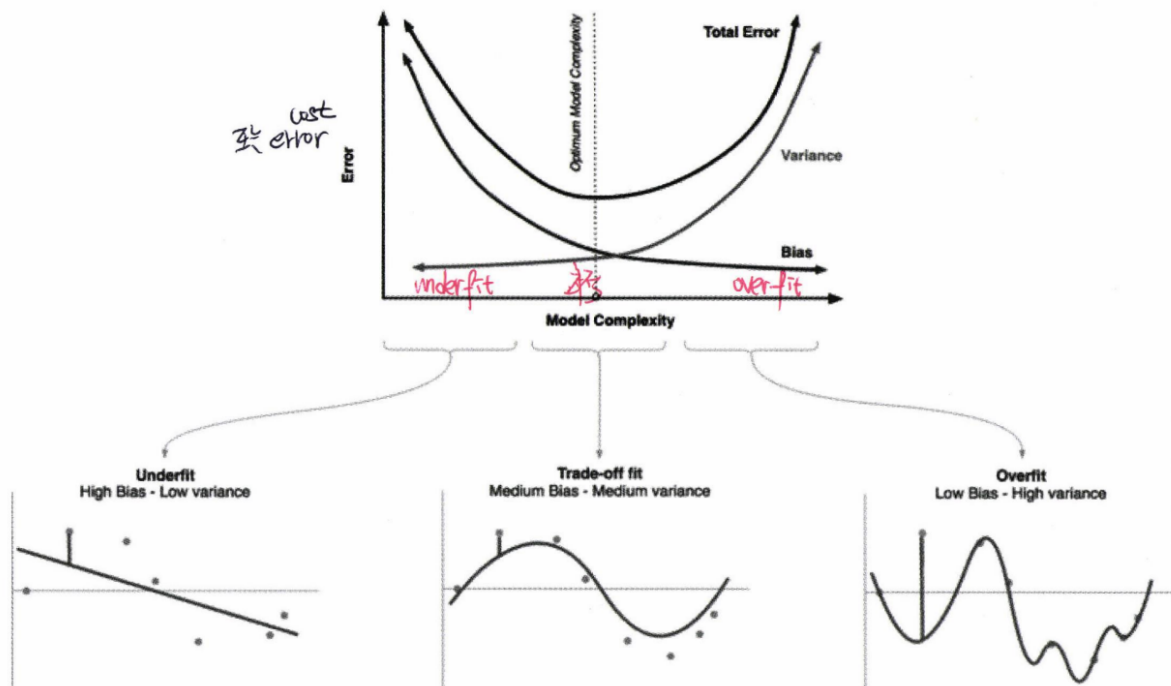 Total Error
Optimum Model Complexity
cost
error
Error
Variance
Bias
underfit
over-fit
Model Complexity
Underfit
High Bias - Low variance
Trade-off fit
Medium Bias - Medium variance
Overfit
Low Bias - High variance